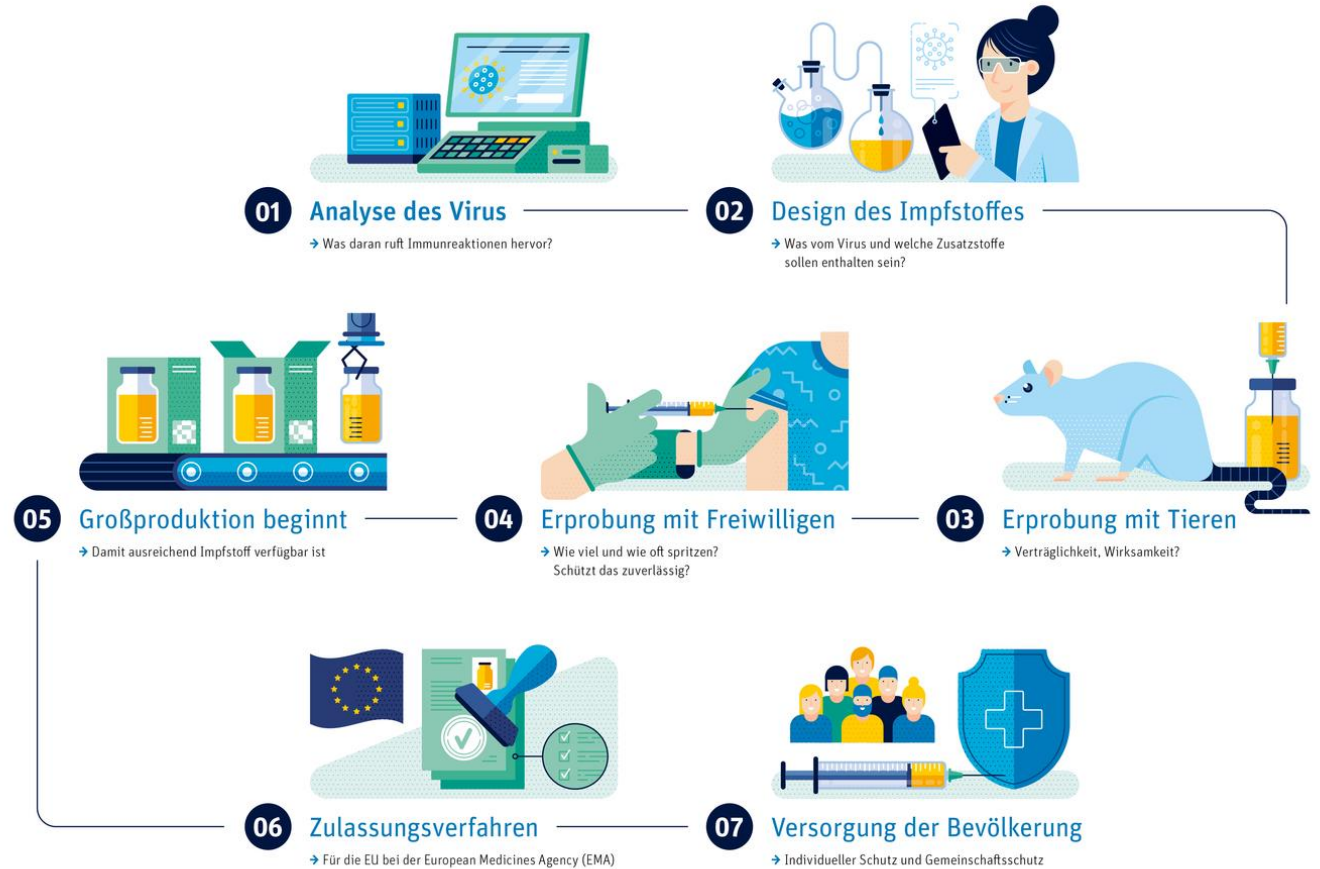 01 Analyse des Virus
→ Was daran ruft Immunreaktionen hervor?
02 Design des Impfstoffes
→ Was vom Virus und welche Zusatzstoffe
sollen enthalten sein?
03 Erprobung mit Tieren
→ Verträglichkeit, Wirksamkeit?
04 Erprobung mit Freiwilligen
→ Wie viel und wie oft spritzen?
Schützt das zuverlässig?
05 Großproduktion beginnt
→ Damit ausreichend Impfstoff verfügbar ist
06 Zulassungsverfahren
→ Für die EU bei der European Medicines Agency (EMA)
07 Versorgung der Bevölkerung
→ Individueller Schutz und Gemeinschaftsschutz